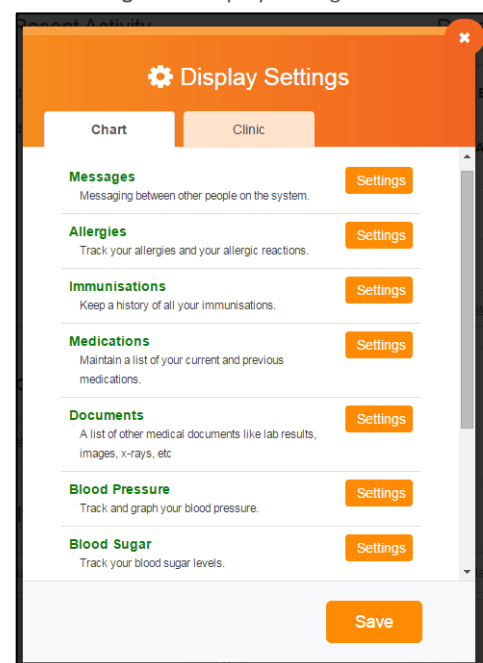 Recent Activity
Display Settings
Chart
Clinic
Messages
Settings
Messaging between other people on the system.
Allergies
Settings
Track your allergies and your allergic reactions.
Immunisations
Settings
Keep a history of all your immunisations.
Medications
Settings
Maintain a list of your current and previous
medications.
Documents
Settings
A list of other medical documents like lab results,
images, x-rays, etc
Blood Pressure
Settings
Track and graph your blood pressure.
Blood Sugar
Settings
Track your blood sugar levels.
Save